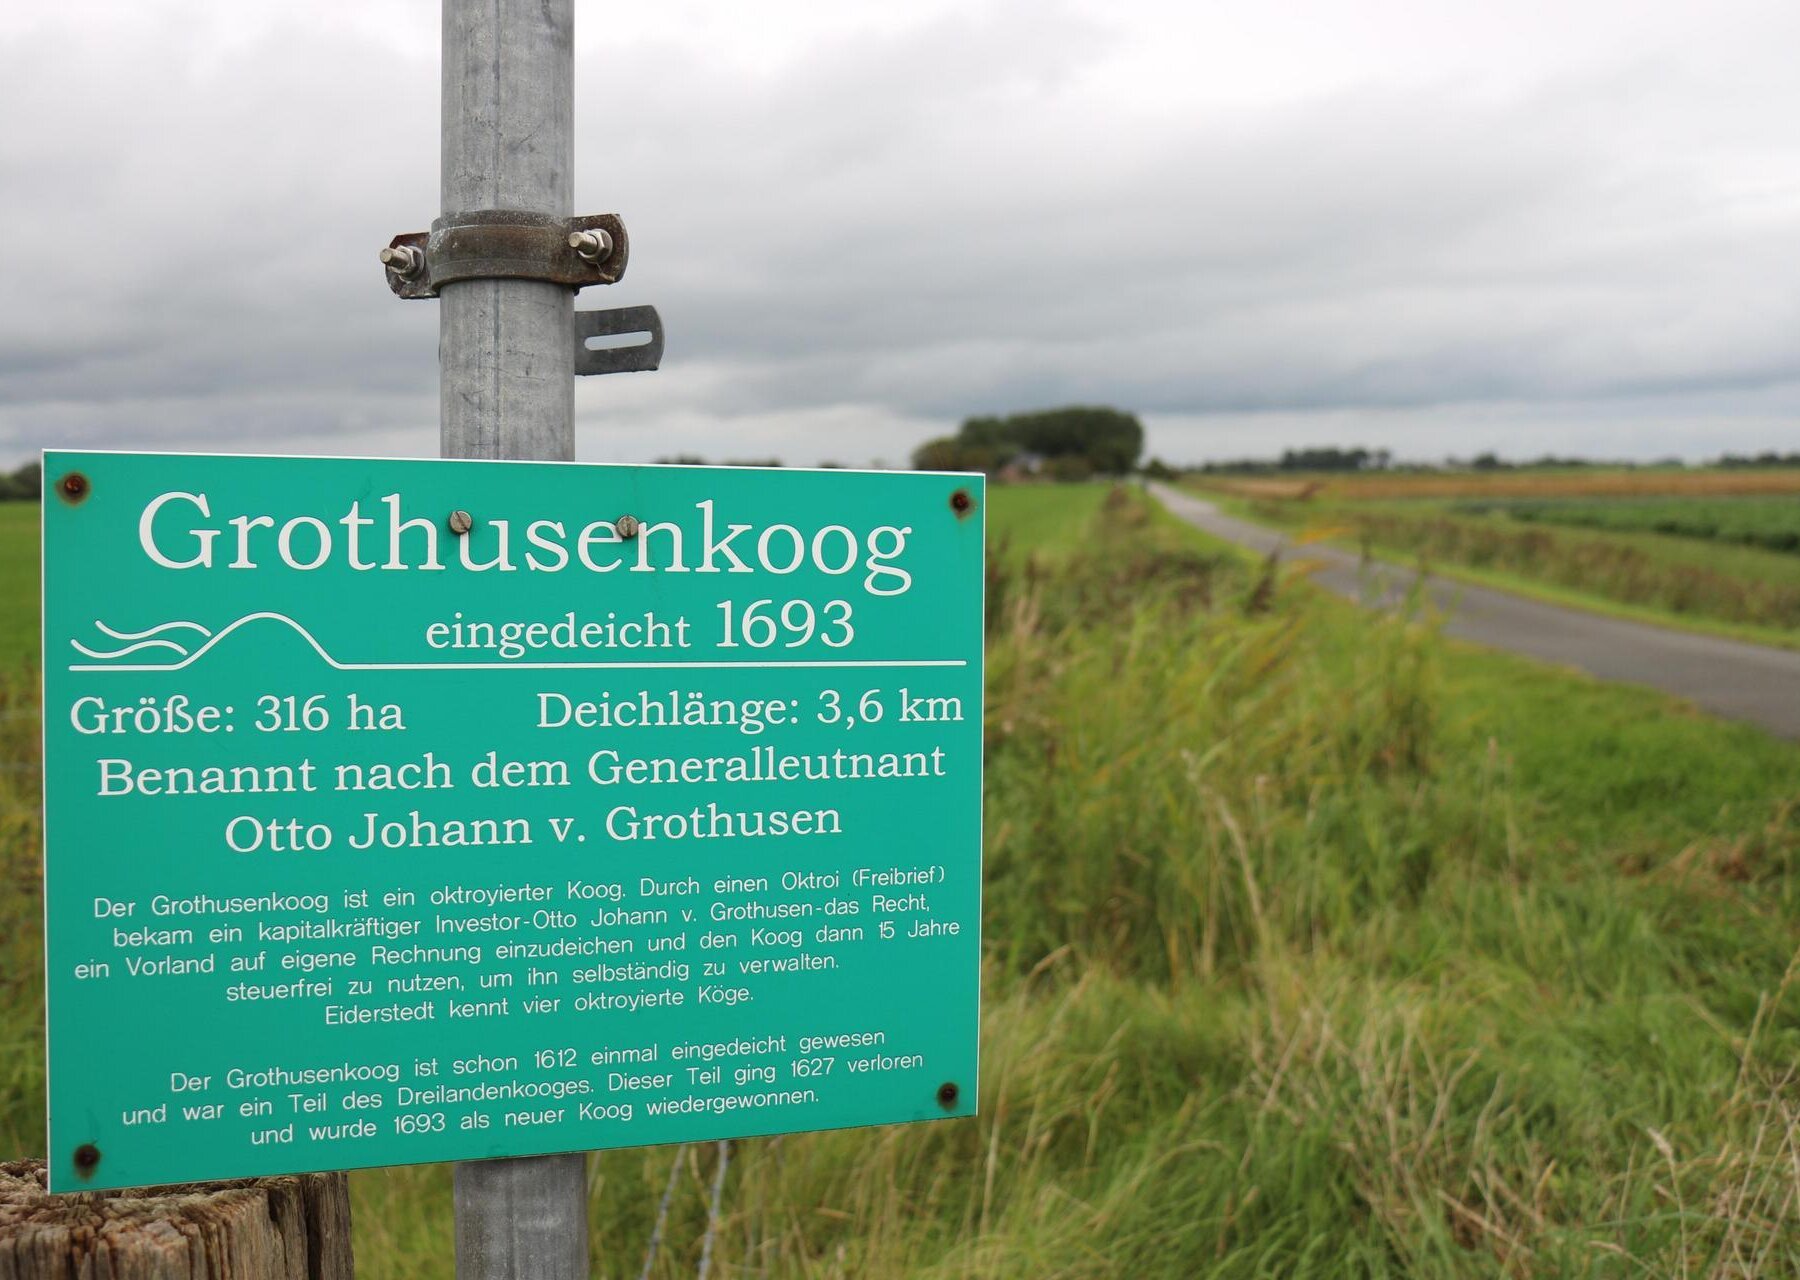 Grothusenkoog
eingedeicht 1693
Größe: 316 ha Deichlänge: 3,6 km
Benannt nach dem Generalleutnant
Otto Johann v. Grothusen
Der Grothusenkoog ist ein oktroyierter Koog. Durch einen Oktroi (Freibrief)
bekam ein kapitalkräftiger Investor-Otto Johann v. Grothusen-das Recht,
ein Vorland auf eigene Rechnung einzudeichen und den Koog dann 15 Jahre
steuerfrei zu nutzen, um ihn selbständig zu verwalten.
Eiderstedt kennt vier oktroyierte Köge.
Der Grothusenkoog ist schon 1612 einmal eingedeicht gewesen
und war ein Teil des Dreilandenkooges. Dieser Teil ging 1627 verloren
und wurde 1693 als neuer Koog wiedergewonnen.